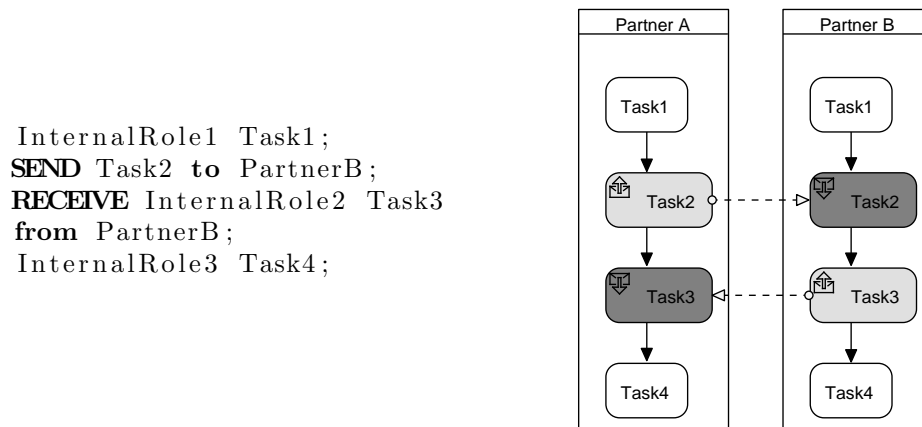 InternalRole1 Task1;
SEND Task2 to PartnerB;
RECEIVE InternalRole2 Task3
from PartnerB;
InternalRole3 Task4;
Partner A
Task1
Task2
Task3
Task4
Partner B
Task1
Task2
Task3
Task4